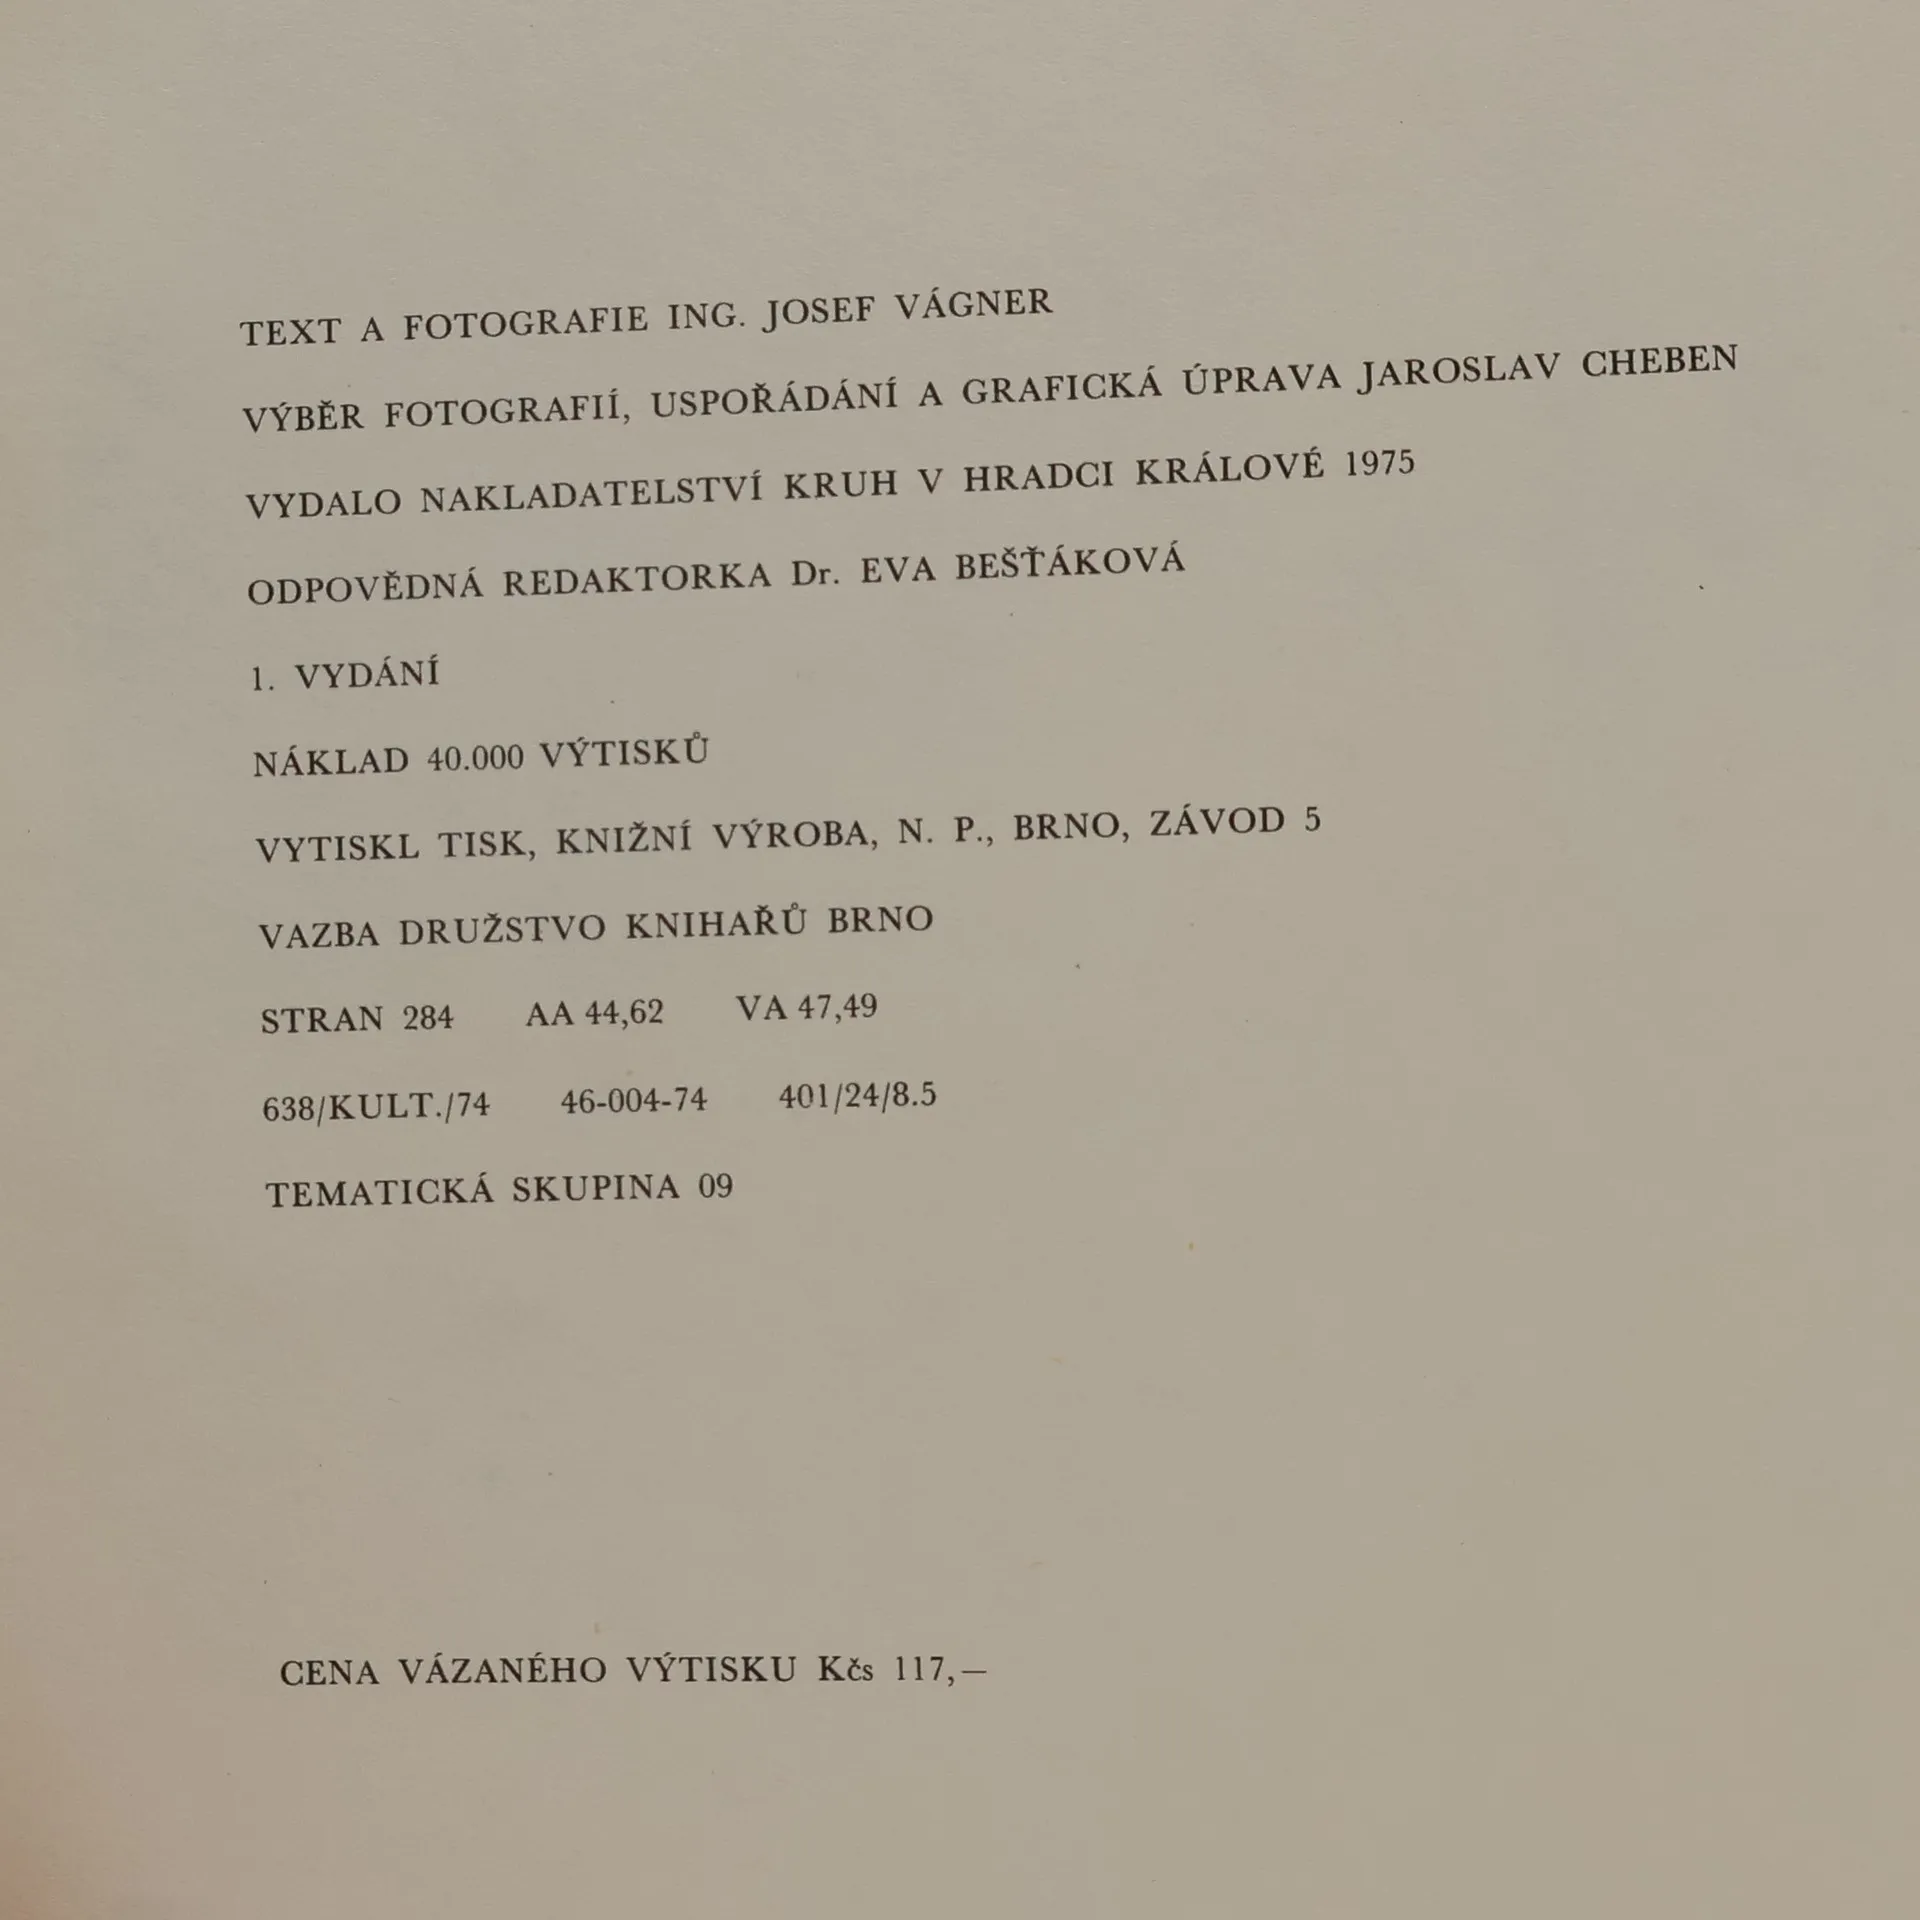 TEXT A FOTOGRAFIE ING. JOSEF VÁGNER
VÝBĚR FOTOGRAFIÍ, USPOŘÁDÁNÍ A GRAFICKÁ ÚPRAVA JAROSLAV CHEBEN
VYDALO NAKLADATELSTVÍ KRUH V HRADCI KRÁLOVÉ 1975
ODPOVĚDNÁ REDAKTORKA Dr. EVA BEŠŤÁKOVÁ
1. VYDÁNÍ
NÁKLAD 40.000 VÝTISKŮ
VYTISKL TISK, KNIŽNÍ VÝROBA, N. P., BRNO, ZÁVOD 5
VAZBA DRUŽSTVO KNIHAŘŮ BRNO
STRAN 284 AA 44,62 VA 47,49
638/KULT./74 46-004-74 401/24/8.5
TEMATICKÁ SKUPINA 09
CENA VÁZANÉHO VÝTISKU Kčs 117,—